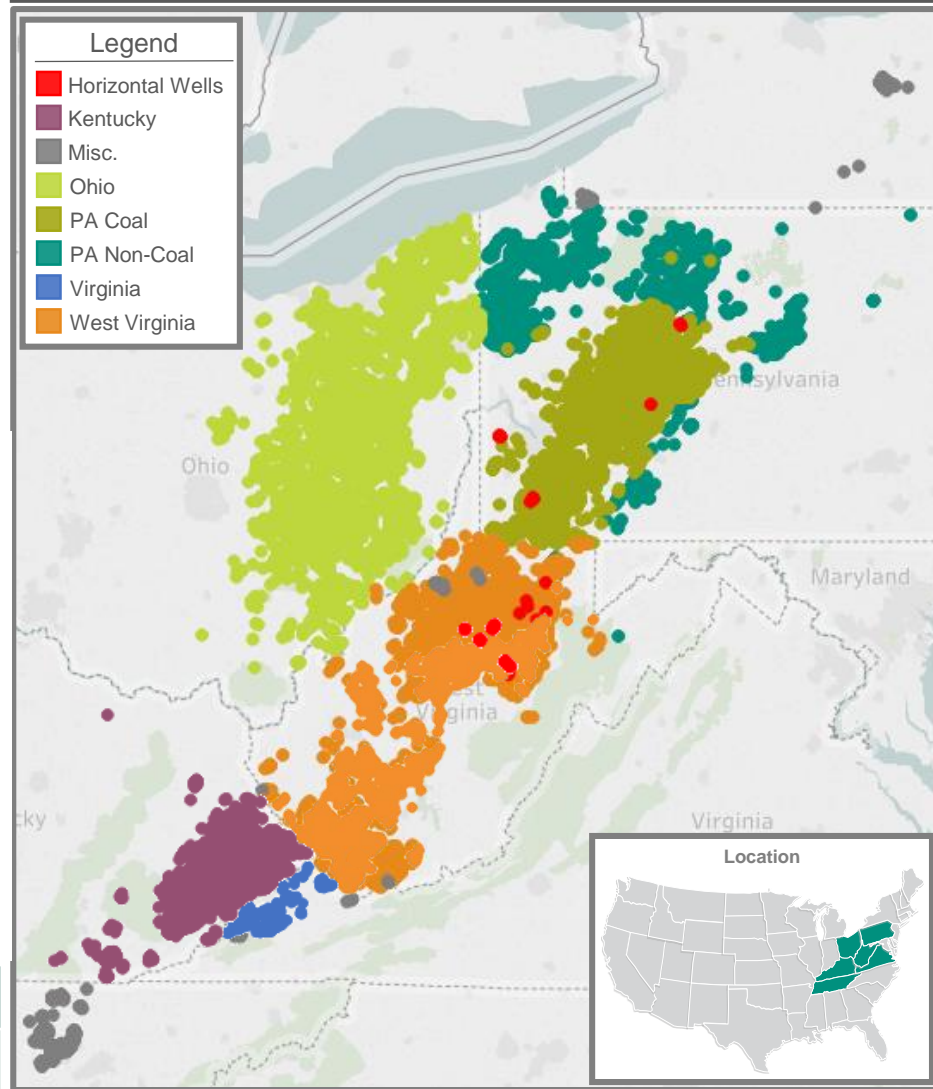 Legend
Horizontal Wells
Kentucky
Misc.
Ohio
PA Coal
PA Non-Coal
Virginia
West Virginia
ennsylvania
Ohio
Maryland
est
Virginia
cky
Virginia
Location